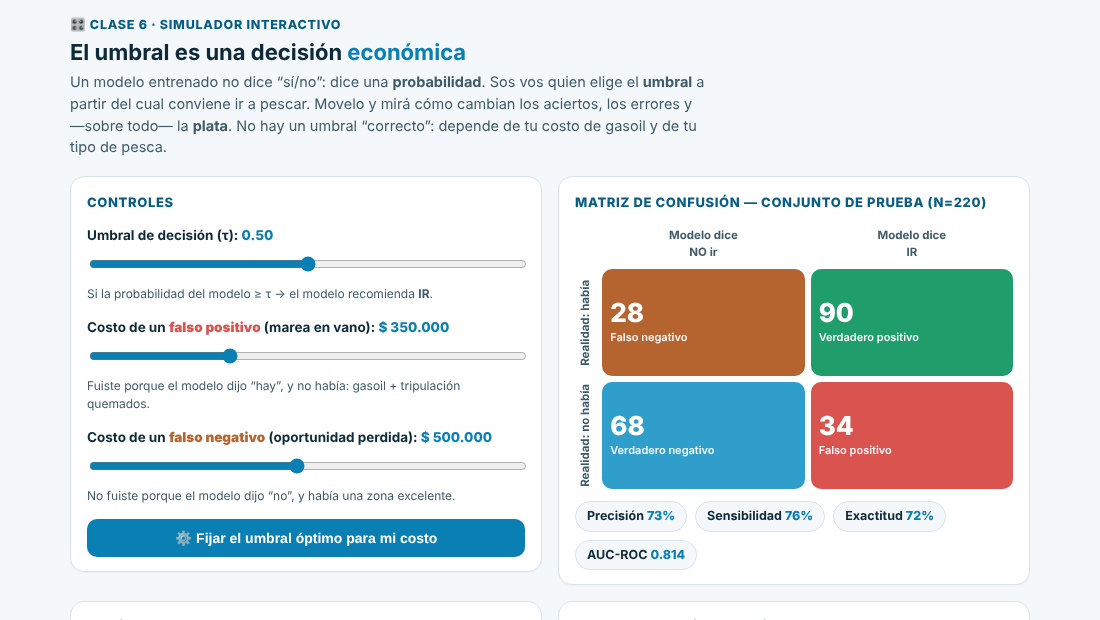 🎛️ CLASE 6 · SIMULADOR INTERACTIVO
El umbral es una decisión económica
Un modelo entrenado no dice “sí/no”: dice una probabilidad. Sos vos quien elige el umbral a
partir del cual conviene ir a pescar. Movelo y mirá cómo cambian los aciertos, los errores y
—sobre todo— la plata. No hay un umbral “correcto”: depende de tu costo de gasoil y de tu
tipo de pesca.
CONTROLES
Umbral de decisión (τ): 0.50
Si la probabilidad del modelo ≥ τ → el modelo recomienda IR.
Costo de un falso positivo (marea en vano): $ 350.000
Fuiste porque el modelo dijo “hay”, y no había: gasoil + tripulación
quemados.
Costo de un falso negativo (oportunidad perdida): $ 500.000
No fuiste porque el modelo dijo “no”, y había una zona excelente.
⚙️ Fijar el umbral óptimo para mi costo
MATRIZ DE CONFUSIÓN — CONJUNTO DE PRUEBA (N=220)
Modelo dice
NO ir
Modelo dice
IR
Realidad: había
28
Falso negativo
90
Verdadero positivo
Realidad: no había
68
Verdadero negativo
34
Falso positivo
Precisión 73%
Sensibilidad 76%
Exactitud 72%
AUC-ROC 0.814